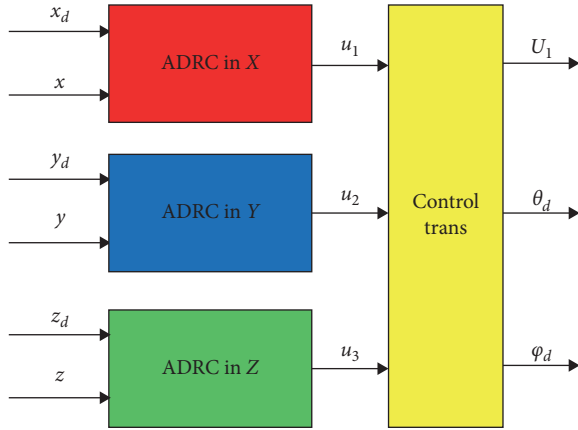 x_d
x
ADRC in X
u_1
U_1
y_d
y
ADRC in Y
u_2
Control
trans
θ_d
z_d
z
ADRC in Z
u_3
φ_d